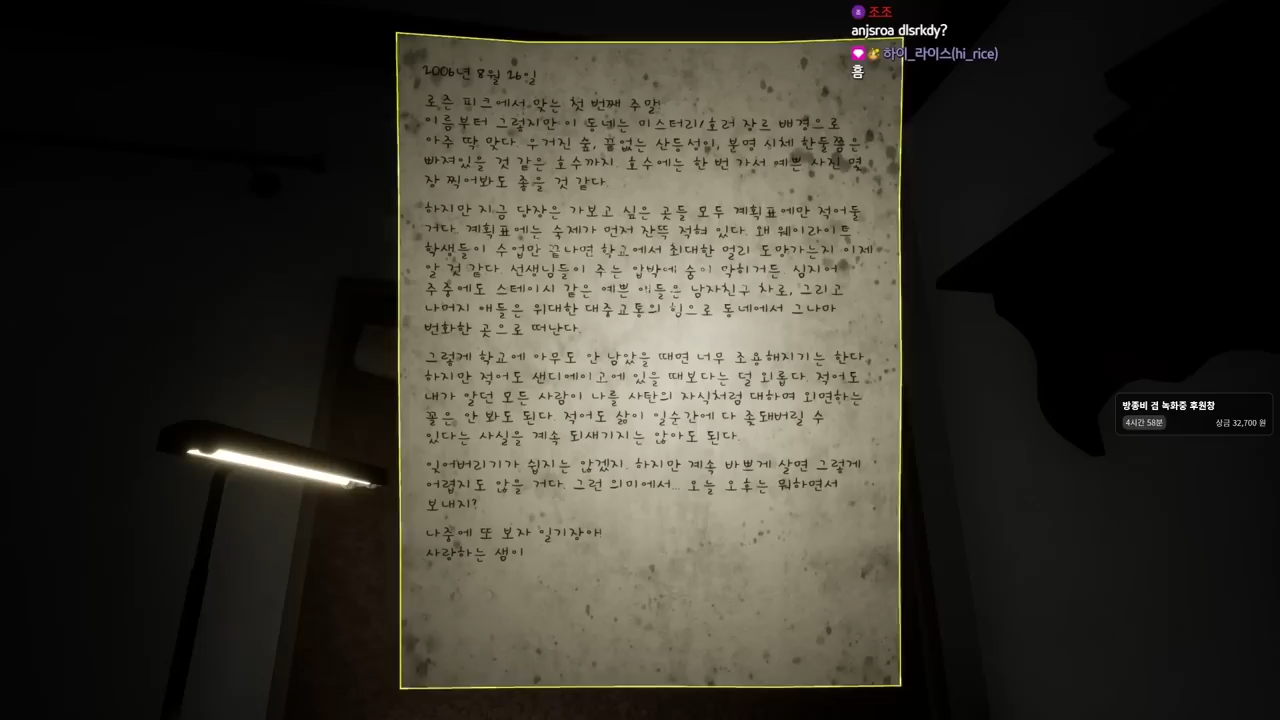 조조
anjsroa dlsrkdy?
하이_라이스(hi_rice)
흠
2006년 8월 26일
로즌 피크에서 맞는 첫 번째 주말!
이름부터 그렇지만 이 동네는 미스터리/호러 장르 배경으로
아주 딱 맞다. 우거진 숲, 끝없는 산등성이, 분명 시체 한둘쯤은
빠져있을 것 같은 호수까지. 호수에는 한 번 가서 예쁜 사진 몇
장 찍어봐도 좋을 것 같다.
하지만 지금 당장은 가보고 싶은 곳들 모두 계획표에만 적어둘
거다. 계획표에는 숙제가 먼저 잔뜩 적혀 있다. 왜 웨이라이트
학생들이 수업만 끝나면 학교에서 최대한 멀리 도망가는지 이제
알 것 같다. 선생님들이 주는 압박에 숨이 막히거든. 심지어
주중에도 스테이시 같은 예쁜 애들은 남자친구 차로, 그리고
나머지 애들은 위대한 대중교통의 힘으로 동네에서 그나마
번화한 곳으로 떠난다.
그렇게 학교에 아무도 안 남았을 때면 너무 조용해지기는 한다.
하지만 적어도 샌디에이고에 있을 때보다는 덜 외롭다. 적어도
내가 알던 모든 사람이 나를 사탄의 자식처럼 대하며 외면하는
꼴은 안 봐도 된다. 적어도 삶이 일순간에 다 좆돼버릴 수
있다는 사실을 계속 되새기지는 않아도 된다.
잊어버리기가 쉽지는 않겠지. 하지만 계속 바쁘게 살면 그렇게
어렵지도 않을 거다. 그런 의미에서... 오늘 오후는 뭐하면서
보내지?
나중에 또 보자 일기장아!
사랑하는 샘이
방종비 겸 녹화중 후원창
4시간 58분
상금 32,700 원